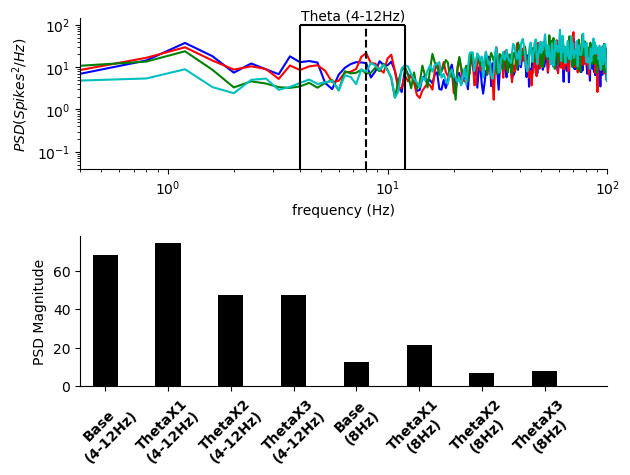 Theta (4-12Hz)
10²
10¹
10⁰
10⁻¹
PSD(Spikes²/Hz)
10⁰ 10¹ 10²
frequency (Hz)
60
40
20
0
PSD Magnitude
Base
(4-12Hz)
ThetaX1
(4-12Hz)
ThetaX2
(4-12Hz)
ThetaX3
(4-12Hz)
Base
(8Hz)
ThetaX1
(8Hz)
ThetaX2
(8Hz)
ThetaX3
(8Hz)